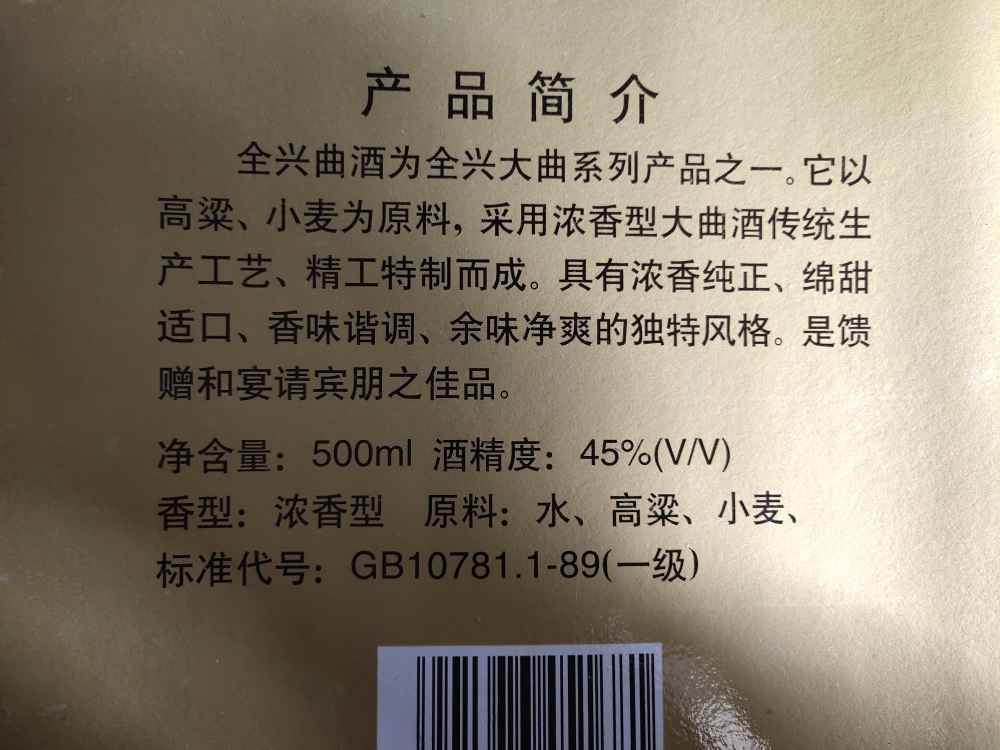 产品简介
全兴曲酒为全兴大曲系列产品之一。它以
高粱、小麦为原料，采用浓香型大曲酒传统生
产工艺、精工特制而成。具有浓香纯正、绵甜
适口、香味谐调、余味净爽的独特风格。是馈
赠和宴请宾朋之佳品。
净含量：500ml 酒精度：45%(V/V)
香型：浓香型 原料：水、高粱、小麦、
标准代号：GB10781.1-89(一级)